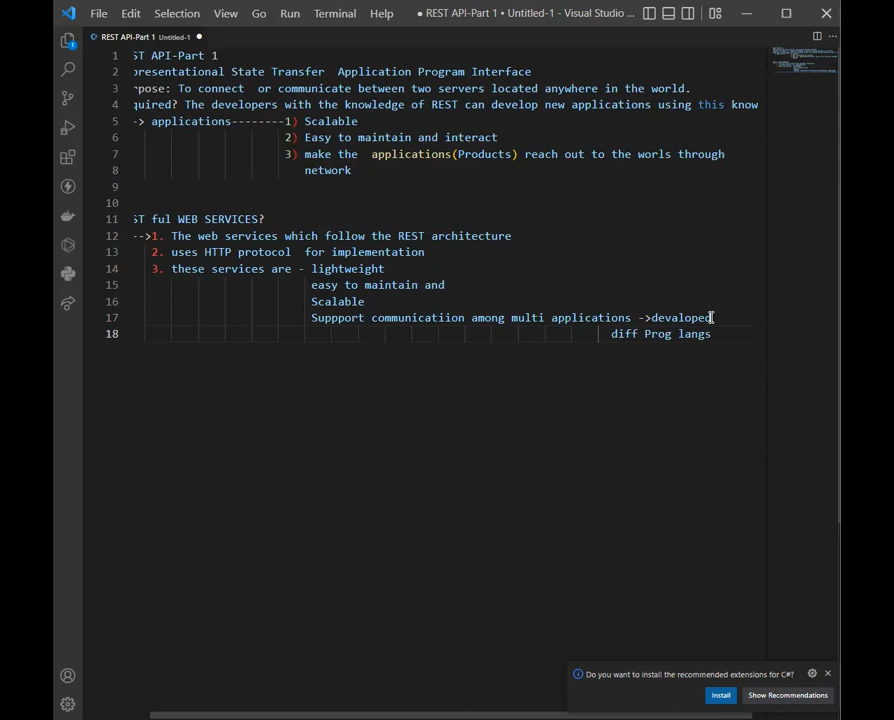 File Edit Selection View Go Run Terminal Help
● REST API-Part 1 • Untitled-1 - Visual Studio ...
REST API-Part 1 Untitled-1 ●
1 ST API-Part 1
2 presentational State Transfer Application Program Interface
3 rpose: To connect or communicate between two servers located anywhere in the world.
4 quired? The developers with the knowledge of REST can develop new applications using this know
5 -> applications--------1) Scalable
6 2) Easy to maintain and interact
7 3) make the applications(Products) reach out to the worls through
8 network
9
10
11 ST ful WEB SERVICES?
12 -->1. The web services which follow the REST architecture
13 2. uses HTTP protocol for implementation
14 3. these services are - lightweight
15 easy to maintain and
16 Scalable
17 Suppport communicatiion among multi applications ->devaloped
18 diff Prog langs
Do you want to install the recommended extensions for C#?
Install Show Recommendations